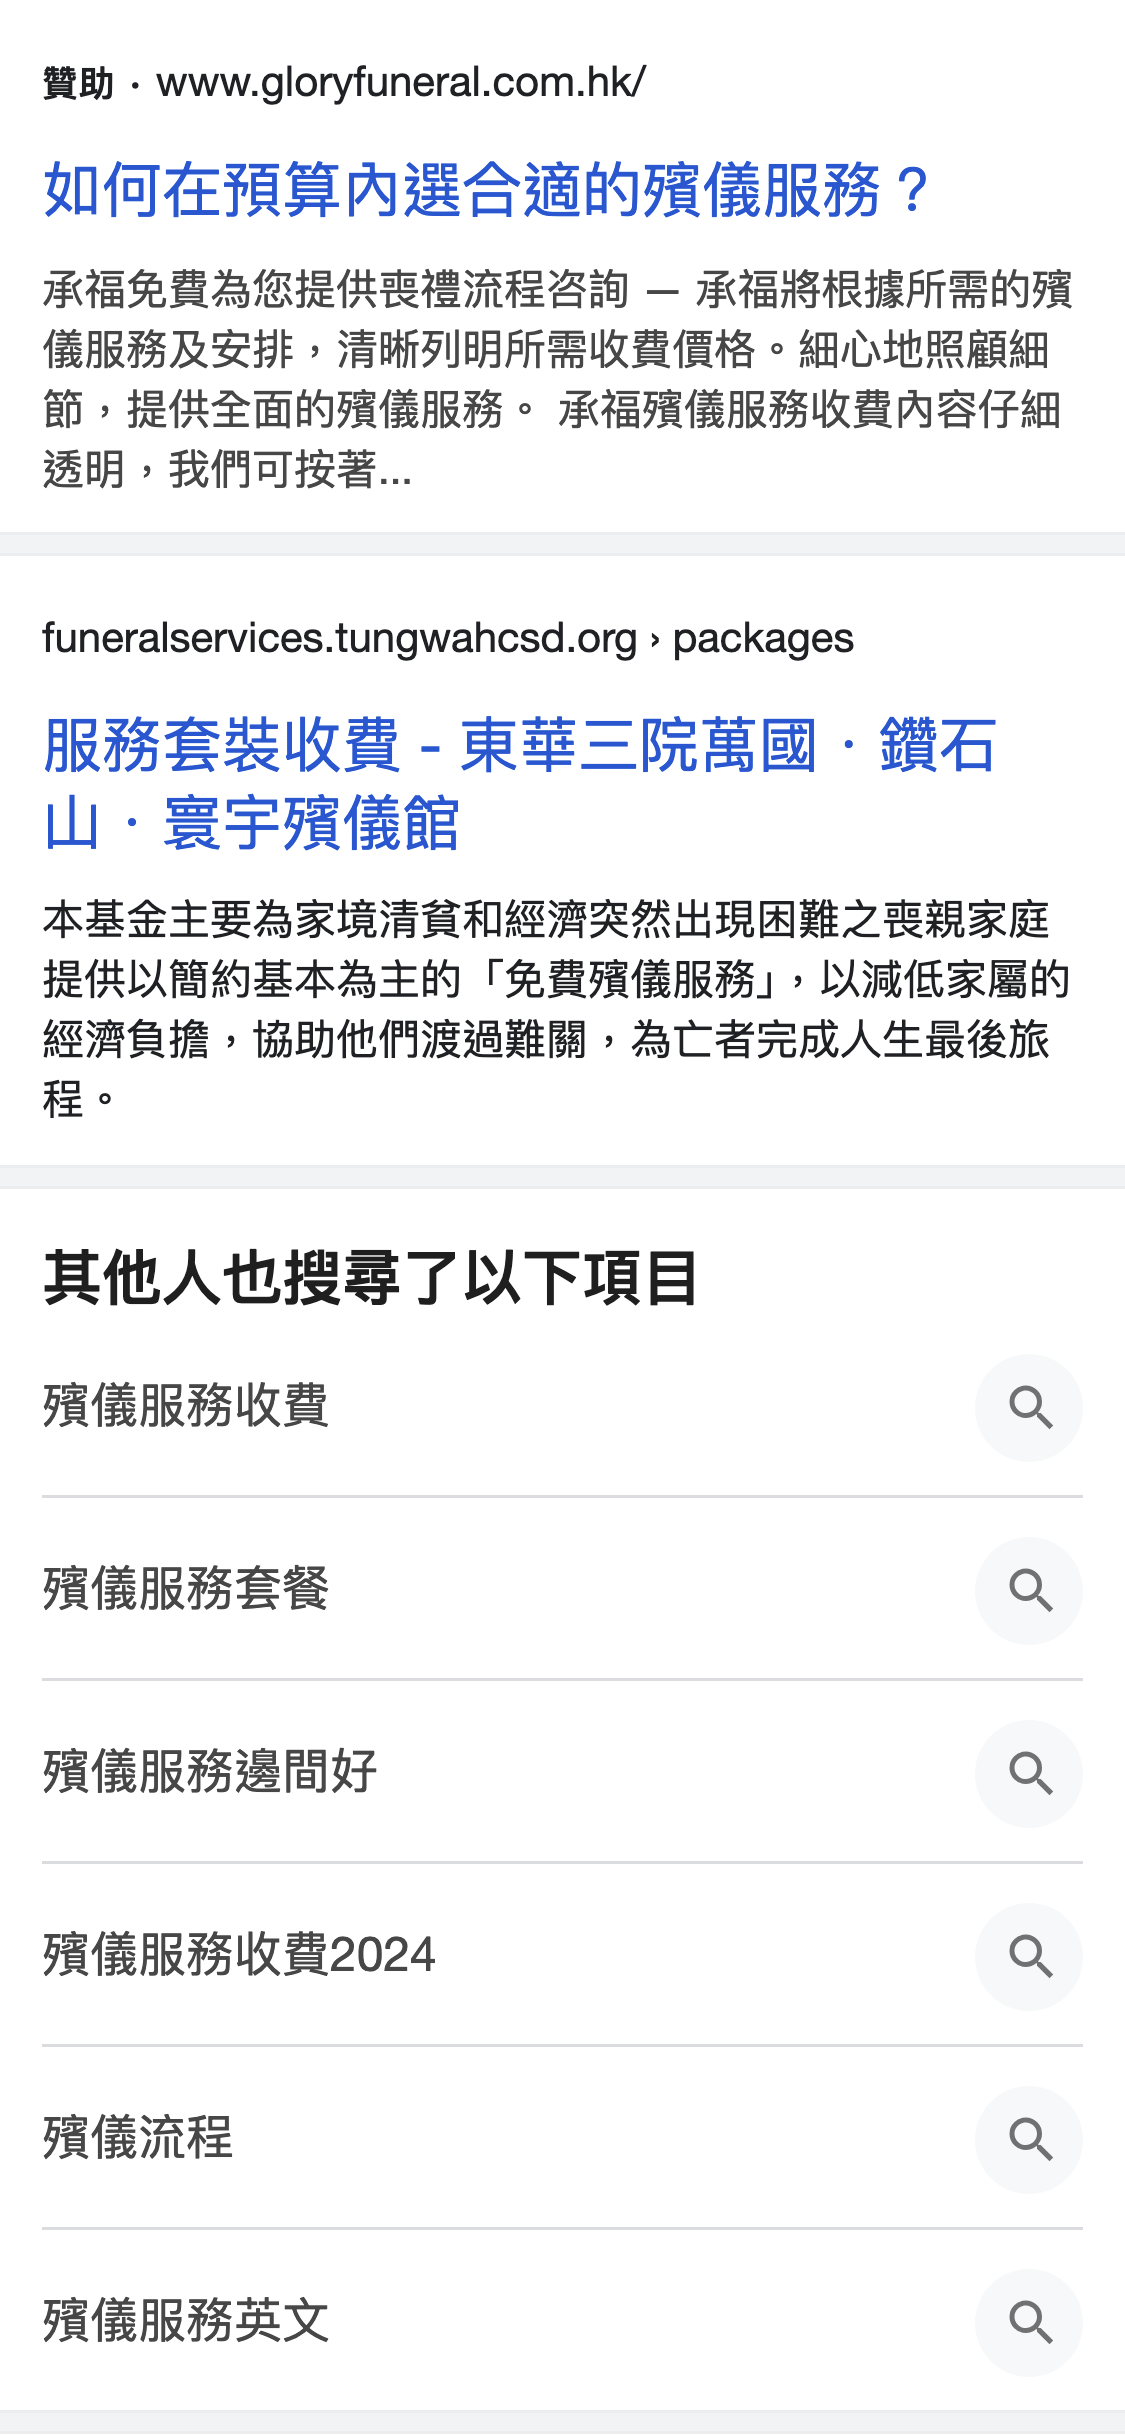 贊助 · www.gloryfuneral.com.hk/
如何在預算內選合適的殯儀服務？
承福免費為您提供喪禮流程咨詢 — 承福將根據所需的殯
儀服務及安排，清晰列明所需收費價格。細心地照顧細
節，提供全面的殯儀服務。 承福殯儀服務收費內容仔細
透明，我們可按著...
funeralservices.tungwahcsd.org › packages
服務套裝收費 - 東華三院萬國 · 鑽石
山 · 寰宇殯儀館
本基金主要為家境清貧和經濟突然出現困難之喪親家庭
提供以簡約基本為主的「免費殯儀服務」，以減低家屬的
經濟負擔，協助他們渡過難關，為亡者完成人生最後旅
程。
其他人也搜尋了以下項目
殯儀服務收費
殯儀服務套餐
殯儀服務邊間好
殯儀服務收費2024
殯儀流程
殯儀服務英文